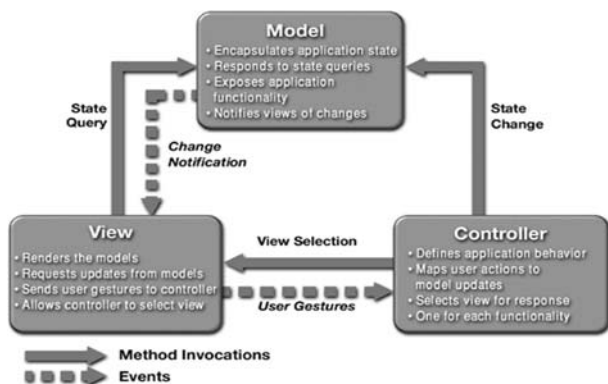 Model
• Encapsulates application state
• Responds to state queries
• Exposes application
functionality
• Notifies views of changes
State
Query
Change
Notification
State
Change
View
• Renders the models
• Requests updates from models
• Sends user gestures to controller
• Allows controller to select view
View Selection
User Gestures
Controller
• Defines application behavior
• Maps user actions to
model updates
• Selects view for response
• One for each functionality
Method Invocations
Events